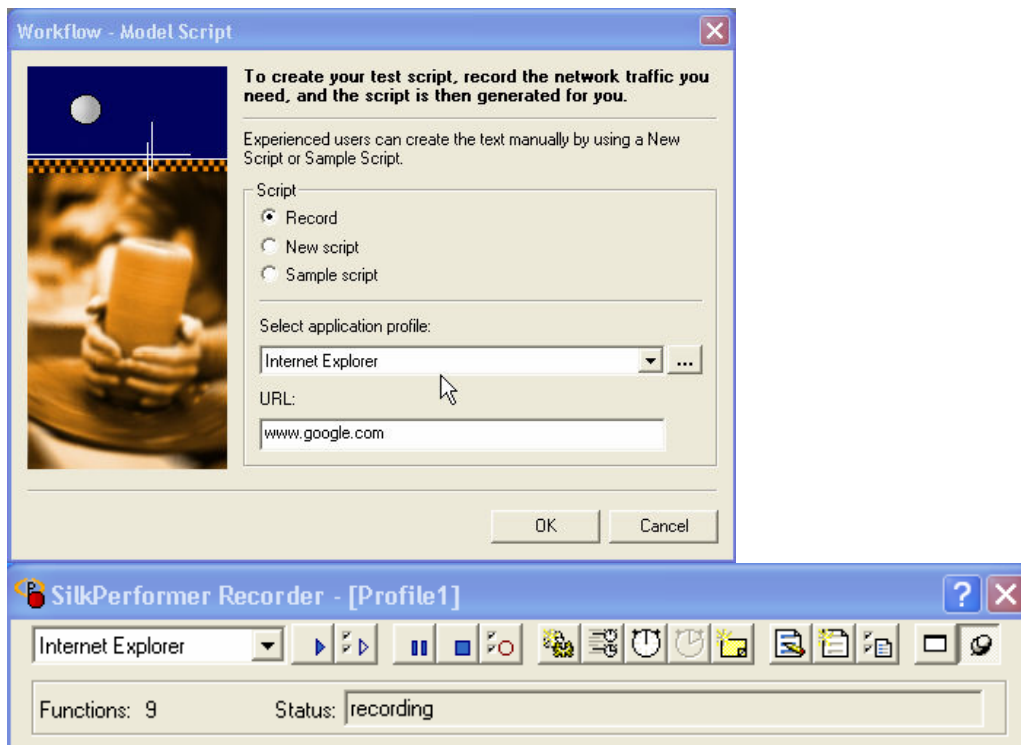 Workflow - Model Script
To create your test script, record the network traffic you
need, and the script is then generated for you.
Experienced users can create the text manually by using a New
Script or Sample Script.
Script
Record
New script
Sample script
Select application profile:
Internet Explorer
...
URL:
www.google.com
OK Cancel
SilkPerformer Recorder - [Profile1]
Internet Explorer
Functions: 9 Status: recording